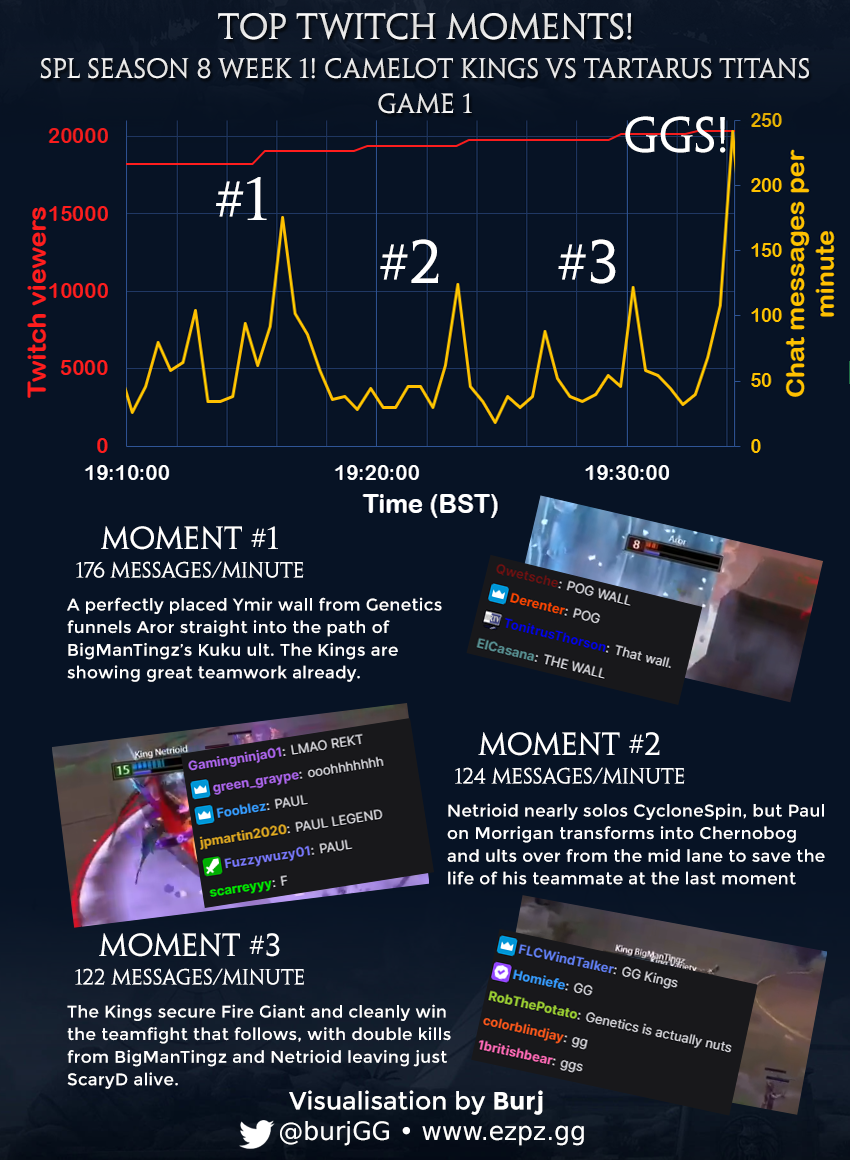 TOP TWITCH MOMENTS!
SPL SEASON 8 WEEK 1! CAMELOT KINGS VS TARTARUS TITANS
GAME 1
20000
15000
10000
5000
0
Twitch viewers
250
200
150
100
50
0
Chat messages per
minute
#1
#2
#3
GGS!
19:10:00
19:20:00
19:30:00
Time (BST)
MOMENT #1
176 MESSAGES/MINUTE
A perfectly placed Ymir wall from Genetics
funnels Aror straight into the path of
BigManTingz's Kuku ult. The Kings are
showing great teamwork already.
Aror
8
Qwetsche: POG WALL
Derenter: POG
TonitrusThorson: That wall.
ElCasana: THE WALL
King Netrioid
15
Gamingninja01: LMAO REKT
green_graype: ooohhhhhhh
Fooblez: PAUL
jpmartin2020: PAUL LEGEND
Fuzzywuzy01: PAUL
scarreyyy: F
MOMENT #2
124 MESSAGES/MINUTE
Netrioid nearly solos CycloneSpin, but Paul
on Morrigan transforms into Chernobog
and ults over from the mid lane to save the
life of his teammate at the last moment
MOMENT #3
122 MESSAGES/MINUTE
The Kings secure Fire Giant and cleanly win
the teamfight that follows, with double kills
from BigManTingz and Netrioid leaving just
ScaryD alive.
King BigManTingz
FLCWindTalker: GG Kings
Homiefe: GG
RobThePotato: Genetics is actually nuts
colorblindjay: gg
1britishbear: ggs
Visualisation by Burj
@burjGG • www.ezpz.gg